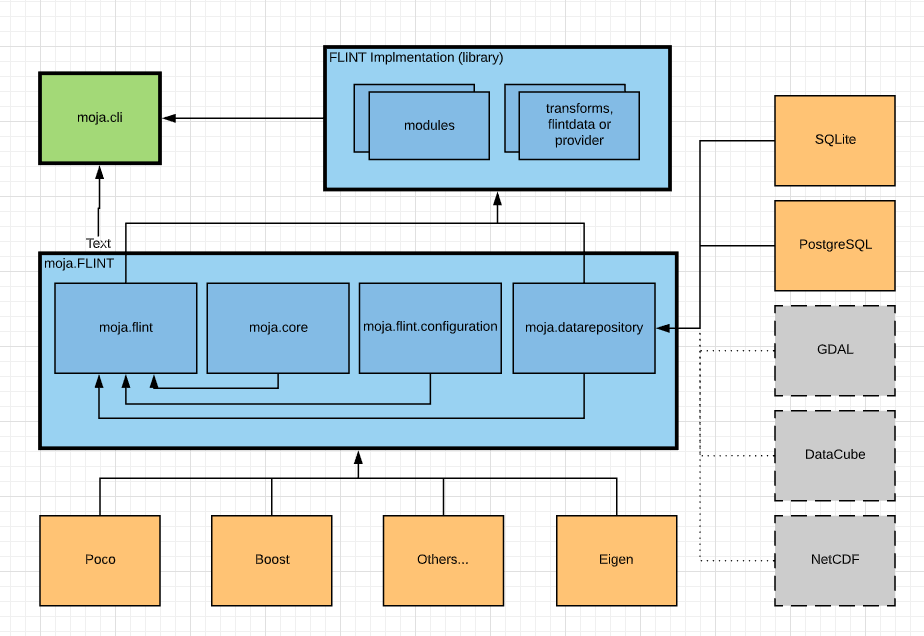 FLINT Implmentation (library)
moja.cli
modules
transforms,
flintdata or
provider
SQLite
PostgreSQL
Text
moja.FLINT
moja.flint
moja.core
moja.flint.configuration
moja.datarepository
GDAL
DataCube
NetCDF
Poco
Boost
Others...
Eigen